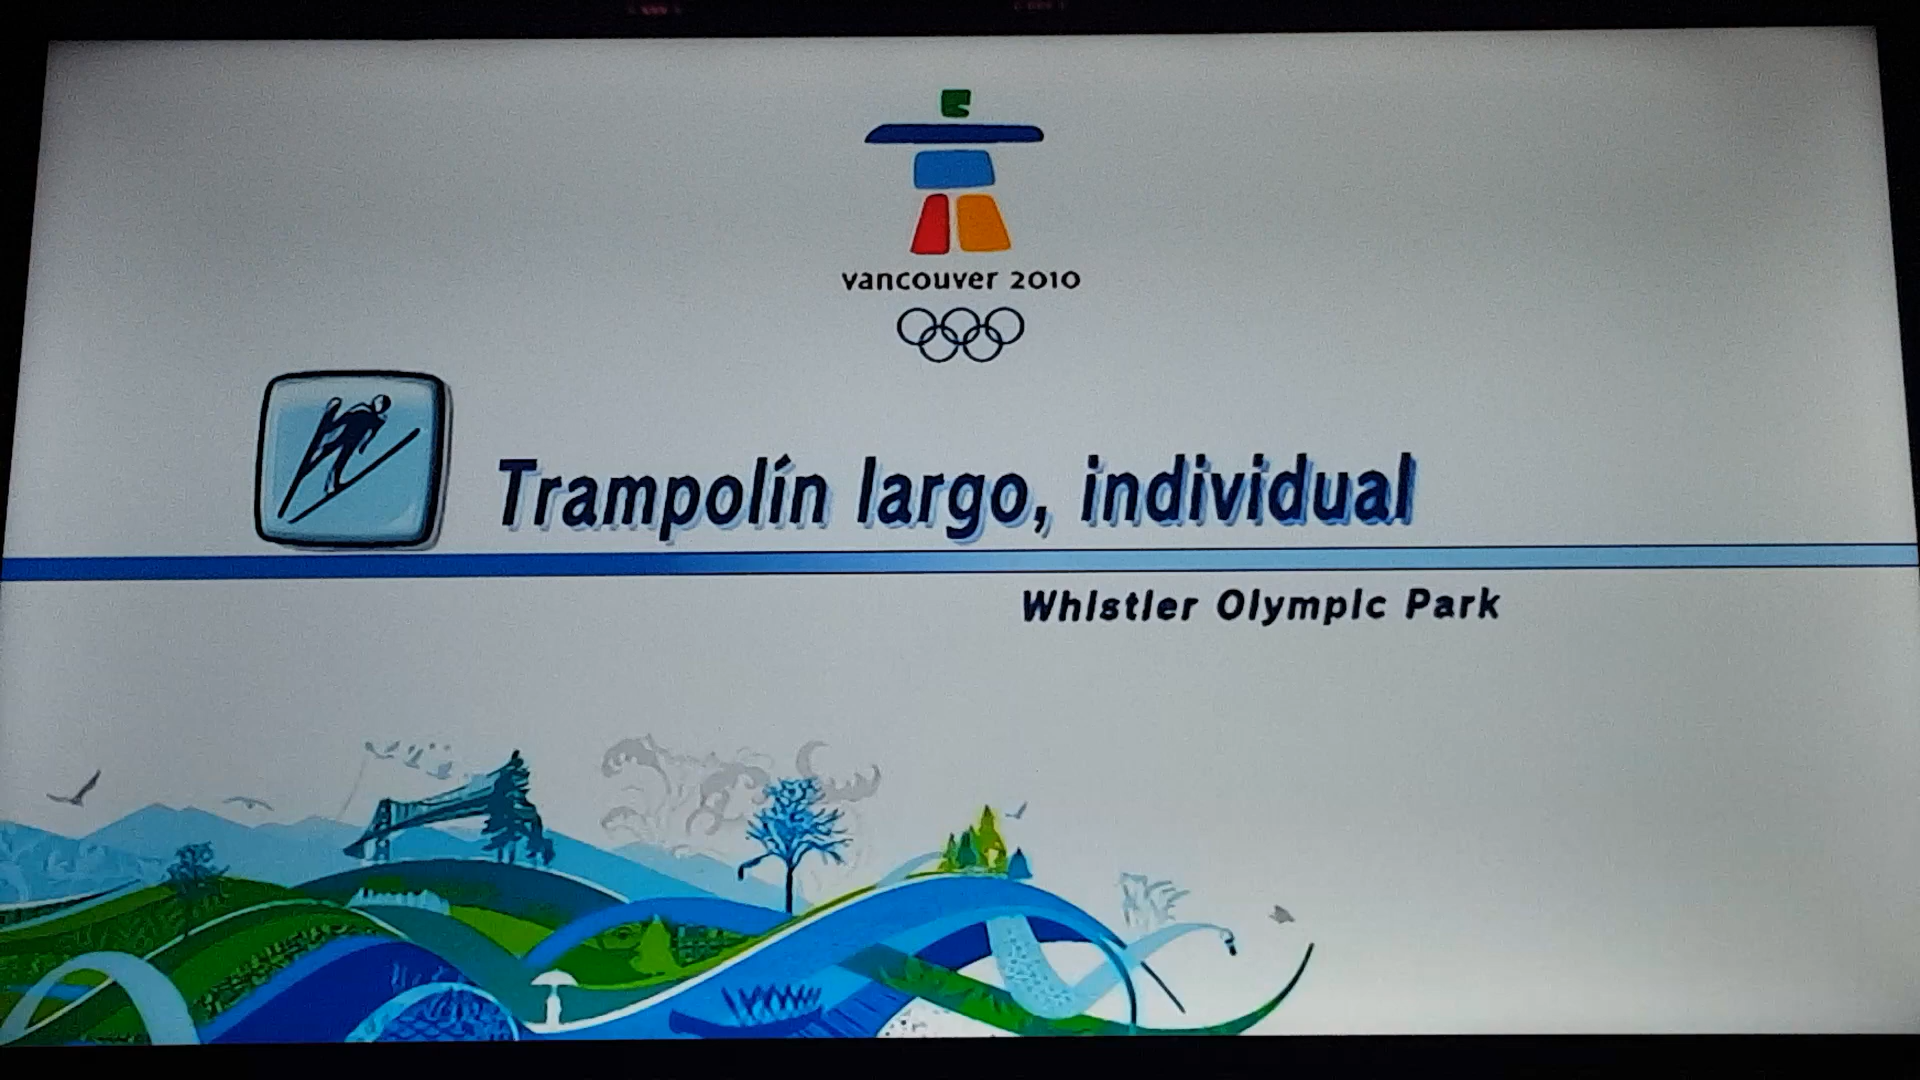 vancouver 2010
Trampolín largo, individual
Whistler Olympic Park